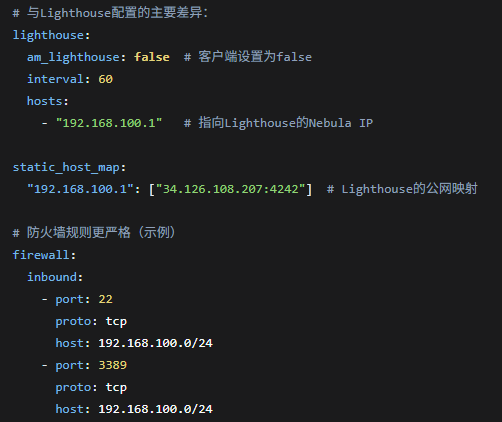 # 与Lighthouse配置的主要差异：
lighthouse:
  am_lighthouse: false  # 客户端设置为false
  interval: 60
  hosts:
    - "192.168.100.1"   # 指向Lighthouse的Nebula IP
static_host_map:
  "192.168.100.1": ["34.126.108.207:4242"]  # Lighthouse的公网映射
# 防火墙规则更严格（示例）
firewall:
  inbound:
    - port: 22
      proto: tcp
      host: 192.168.100.0/24
    - port: 3389
      proto: tcp
      host: 192.168.100.0/24